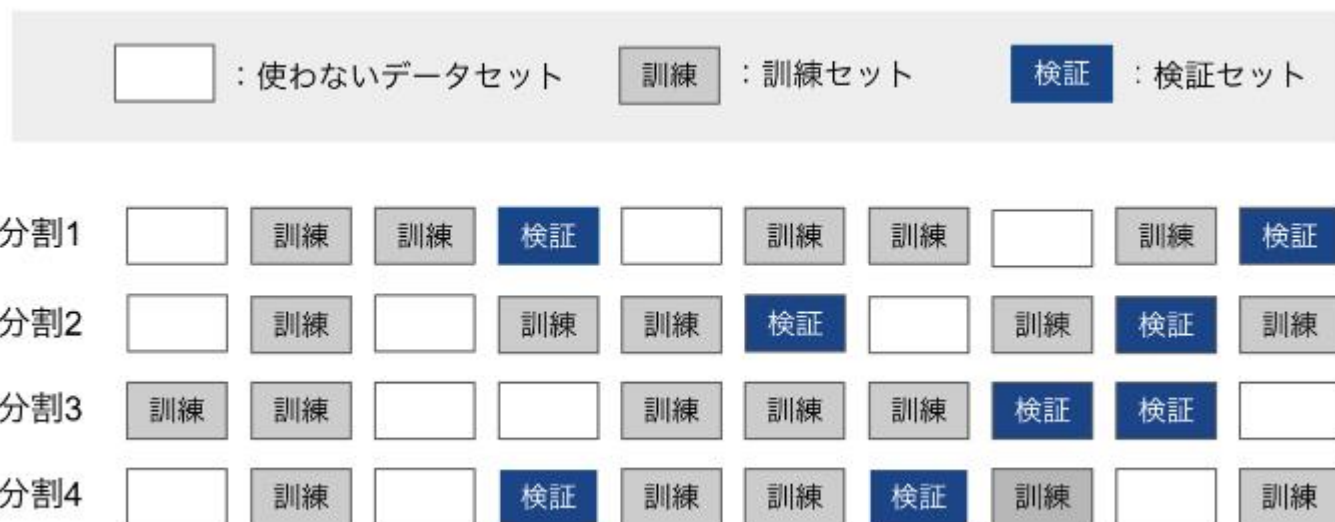 ：使わないデータセット 訓練 ：訓練セット 検証 ：検証セット
分割1 訓練 訓練 検証 訓練 訓練 訓練 検証
分割2 訓練 訓練 訓練 検証 訓練 検証 訓練
分割3 訓練 訓練 訓練 訓練 訓練 検証 検証
分割4 訓練 検証 訓練 訓練 検証 訓練 訓練